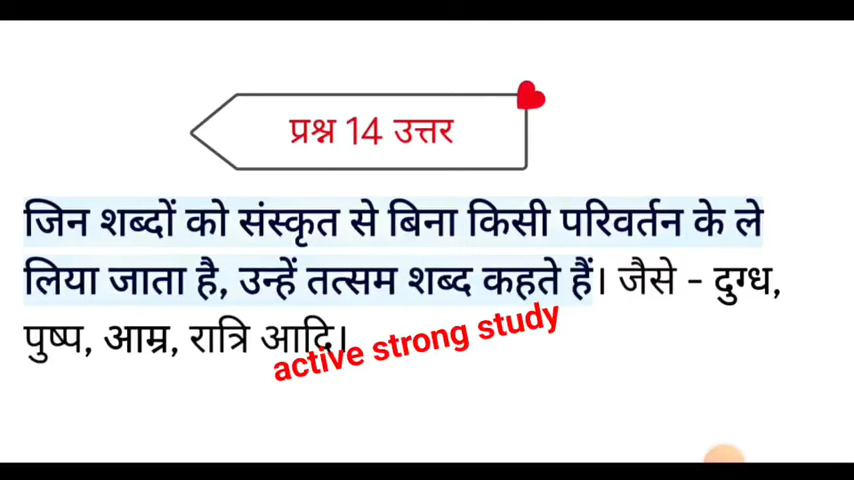 प्रश्न 14 उत्तर
जिन शब्दों को संस्कृत से बिना किसी परिवर्तन के ले
लिया जाता है, उन्हें तत्सम शब्द कहते हैं। जैसे - दुग्ध,
पुष्प, आम्र, रात्रि आदि।
active strong study